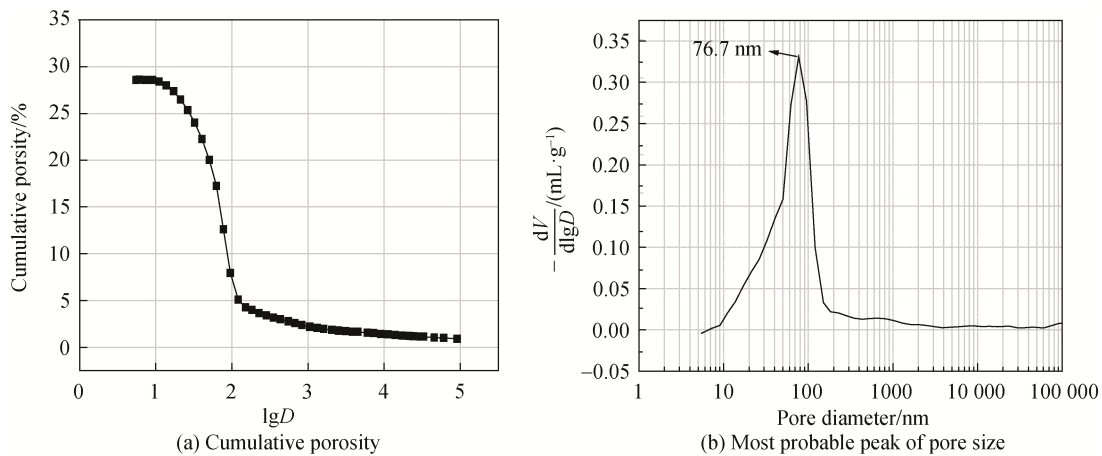 35
30
25
20
15
10
5
0
Cumulative porsity/%
0 1 2 3 4 5
lgD
(a) Cumulative porosity
0.35
0.30
0.25
0.20
0.15
0.10
0.05
0.00
−0.05
− dV/dlgD /(mL·g⁻¹)
76.7 nm
1 10 100 1000 10 000 100 000
Pore diameter/nm
(b) Most probable peak of pore size